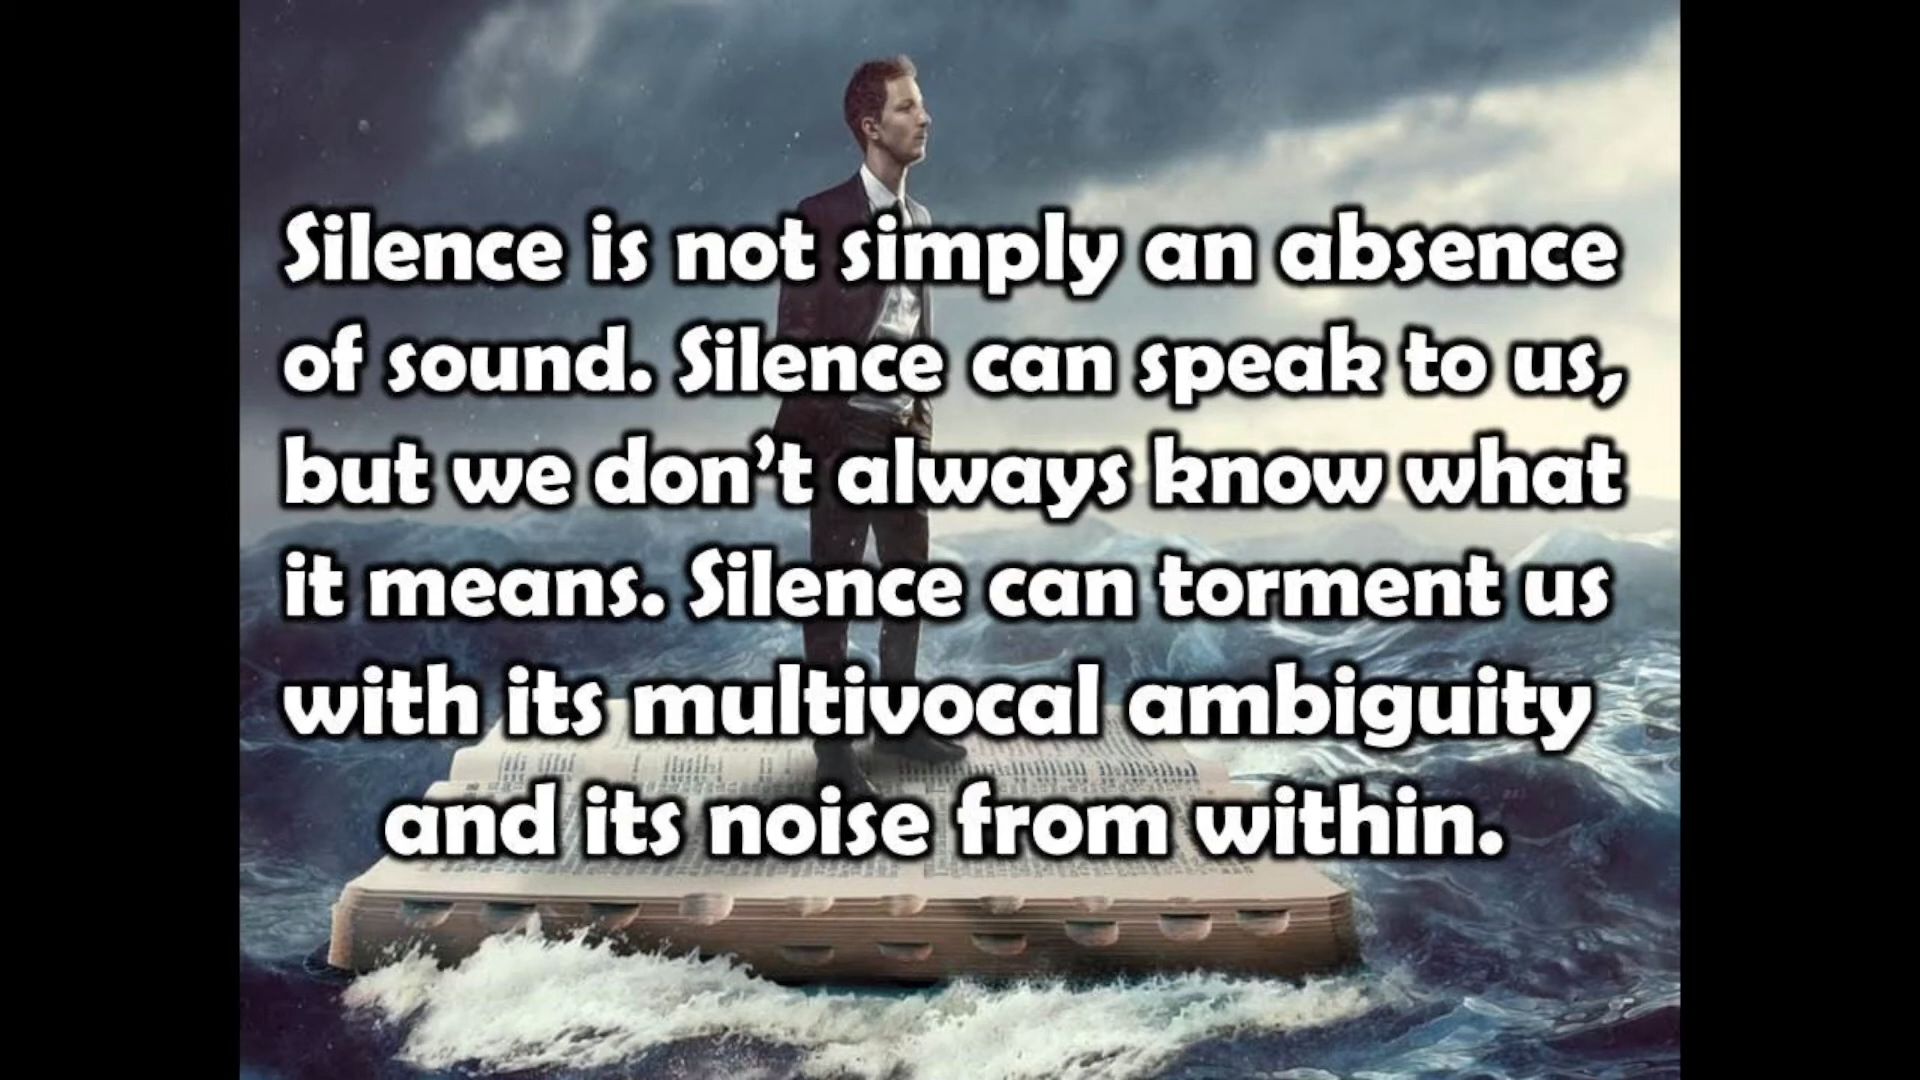 Silence is not simply an absence
of sound. Silence can speak to us,
but we don’t always know what
it means. Silence can torment us
with its multivocal ambiguity
and its noise from within.